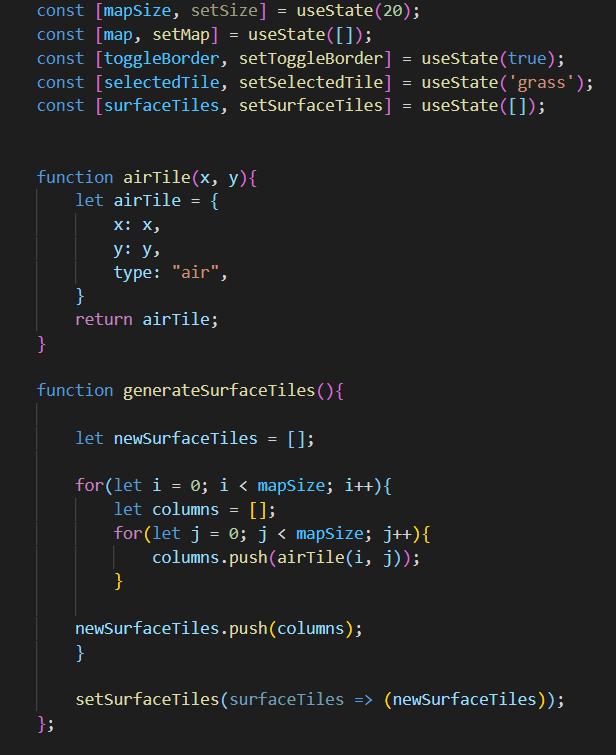 const [mapSize, setSize] = useState(20);
const [map, setMap] = useState([]);
const [toggleBorder, setToggleBorder] = useState(true);
const [selectedTile, setSelectedTile] = useState('grass');
const [surfaceTiles, setSurfaceTiles] = useState([]);
function airTile(x, y){
let airTile = {
x: x,
y: y,
type: "air",
}
return airTile;
}
function generateSurfaceTiles(){
let newSurfaceTiles = [];
for(let i = 0; i < mapSize; i++){
let columns = [];
for(let j = 0; j < mapSize; j++){
columns.push(airTile(i, j));
}
newSurfaceTiles.push(columns);
}
setSurfaceTiles(surfaceTiles => (newSurfaceTiles));
};